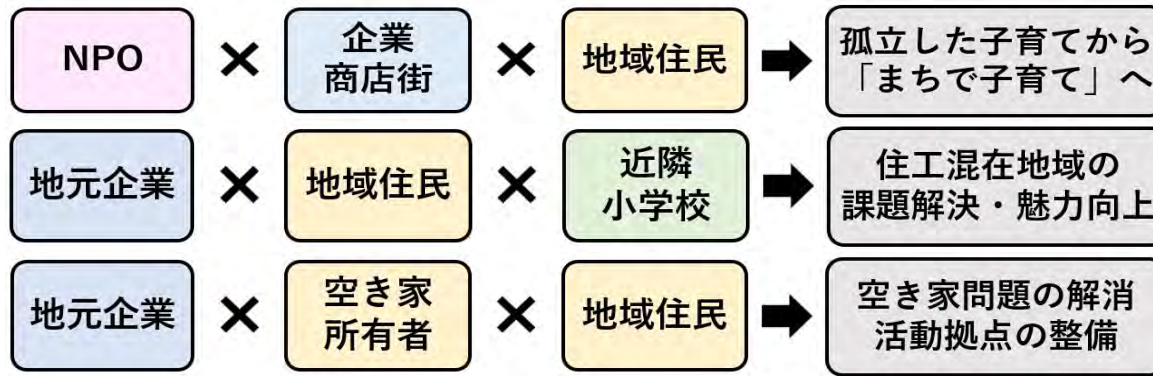 NPO × 企業 商店街 × 地域住民 ➡ 孤立した子育てから 「まちで子育て」へ
地元企業 × 地域住民 × 近隣 小学校 ➡ 住工混在地域の 課題解決・魅力向上
地元企業 × 空き家 所有者 × 地域住民 ➡ 空き家問題の解消 活動拠点の整備